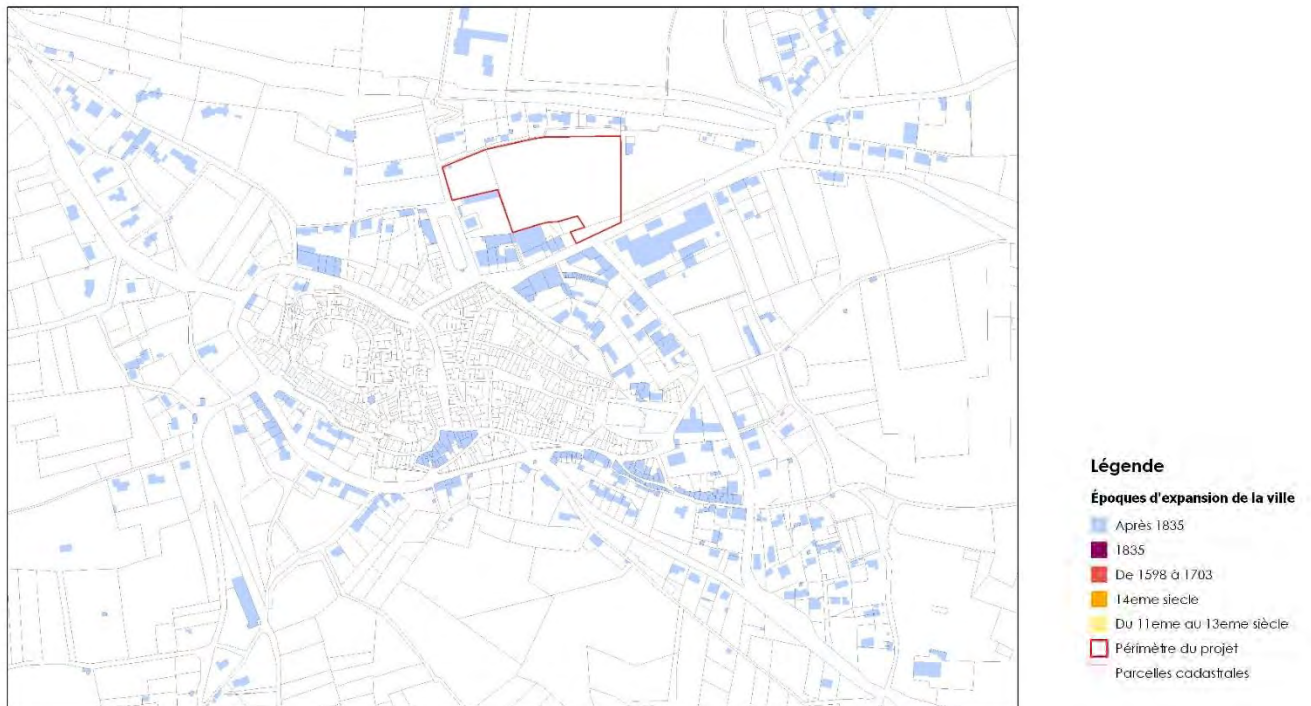 Légende
Époques d'expansion de la ville
Après 1835
1835
De 1598 à 1703
14eme siecle
Du 11eme au 13eme siècle
Périmètre du projet
Parcelles cadastrales